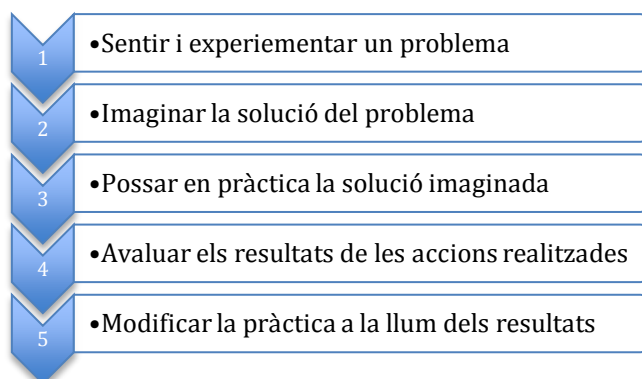 1 •Sentir i experiementar un problema
2 •Imaginar la solució del problema
3 •Possar en pràctica la solució imaginada
4 •Avaluar els resultats de les accions realitzades
5 •Modificar la pràctica a la llum dels resultats